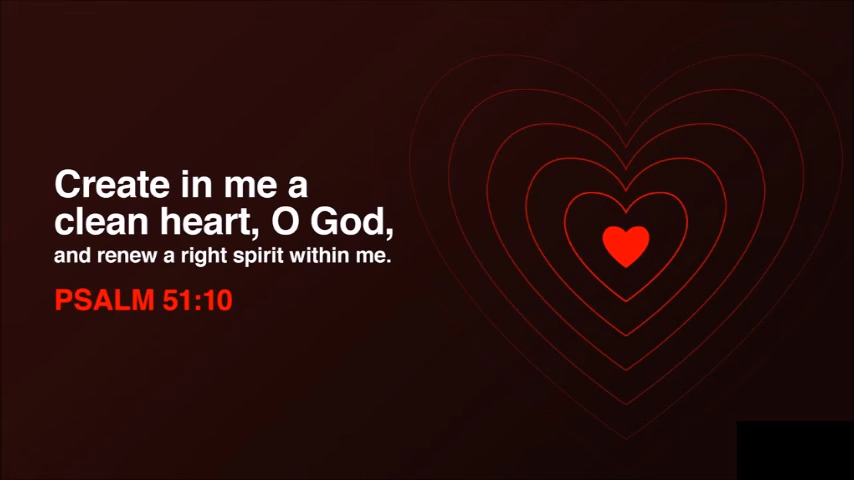 Create in me a
clean heart, O God,
and renew a right spirit within me.
PSALM 51:10